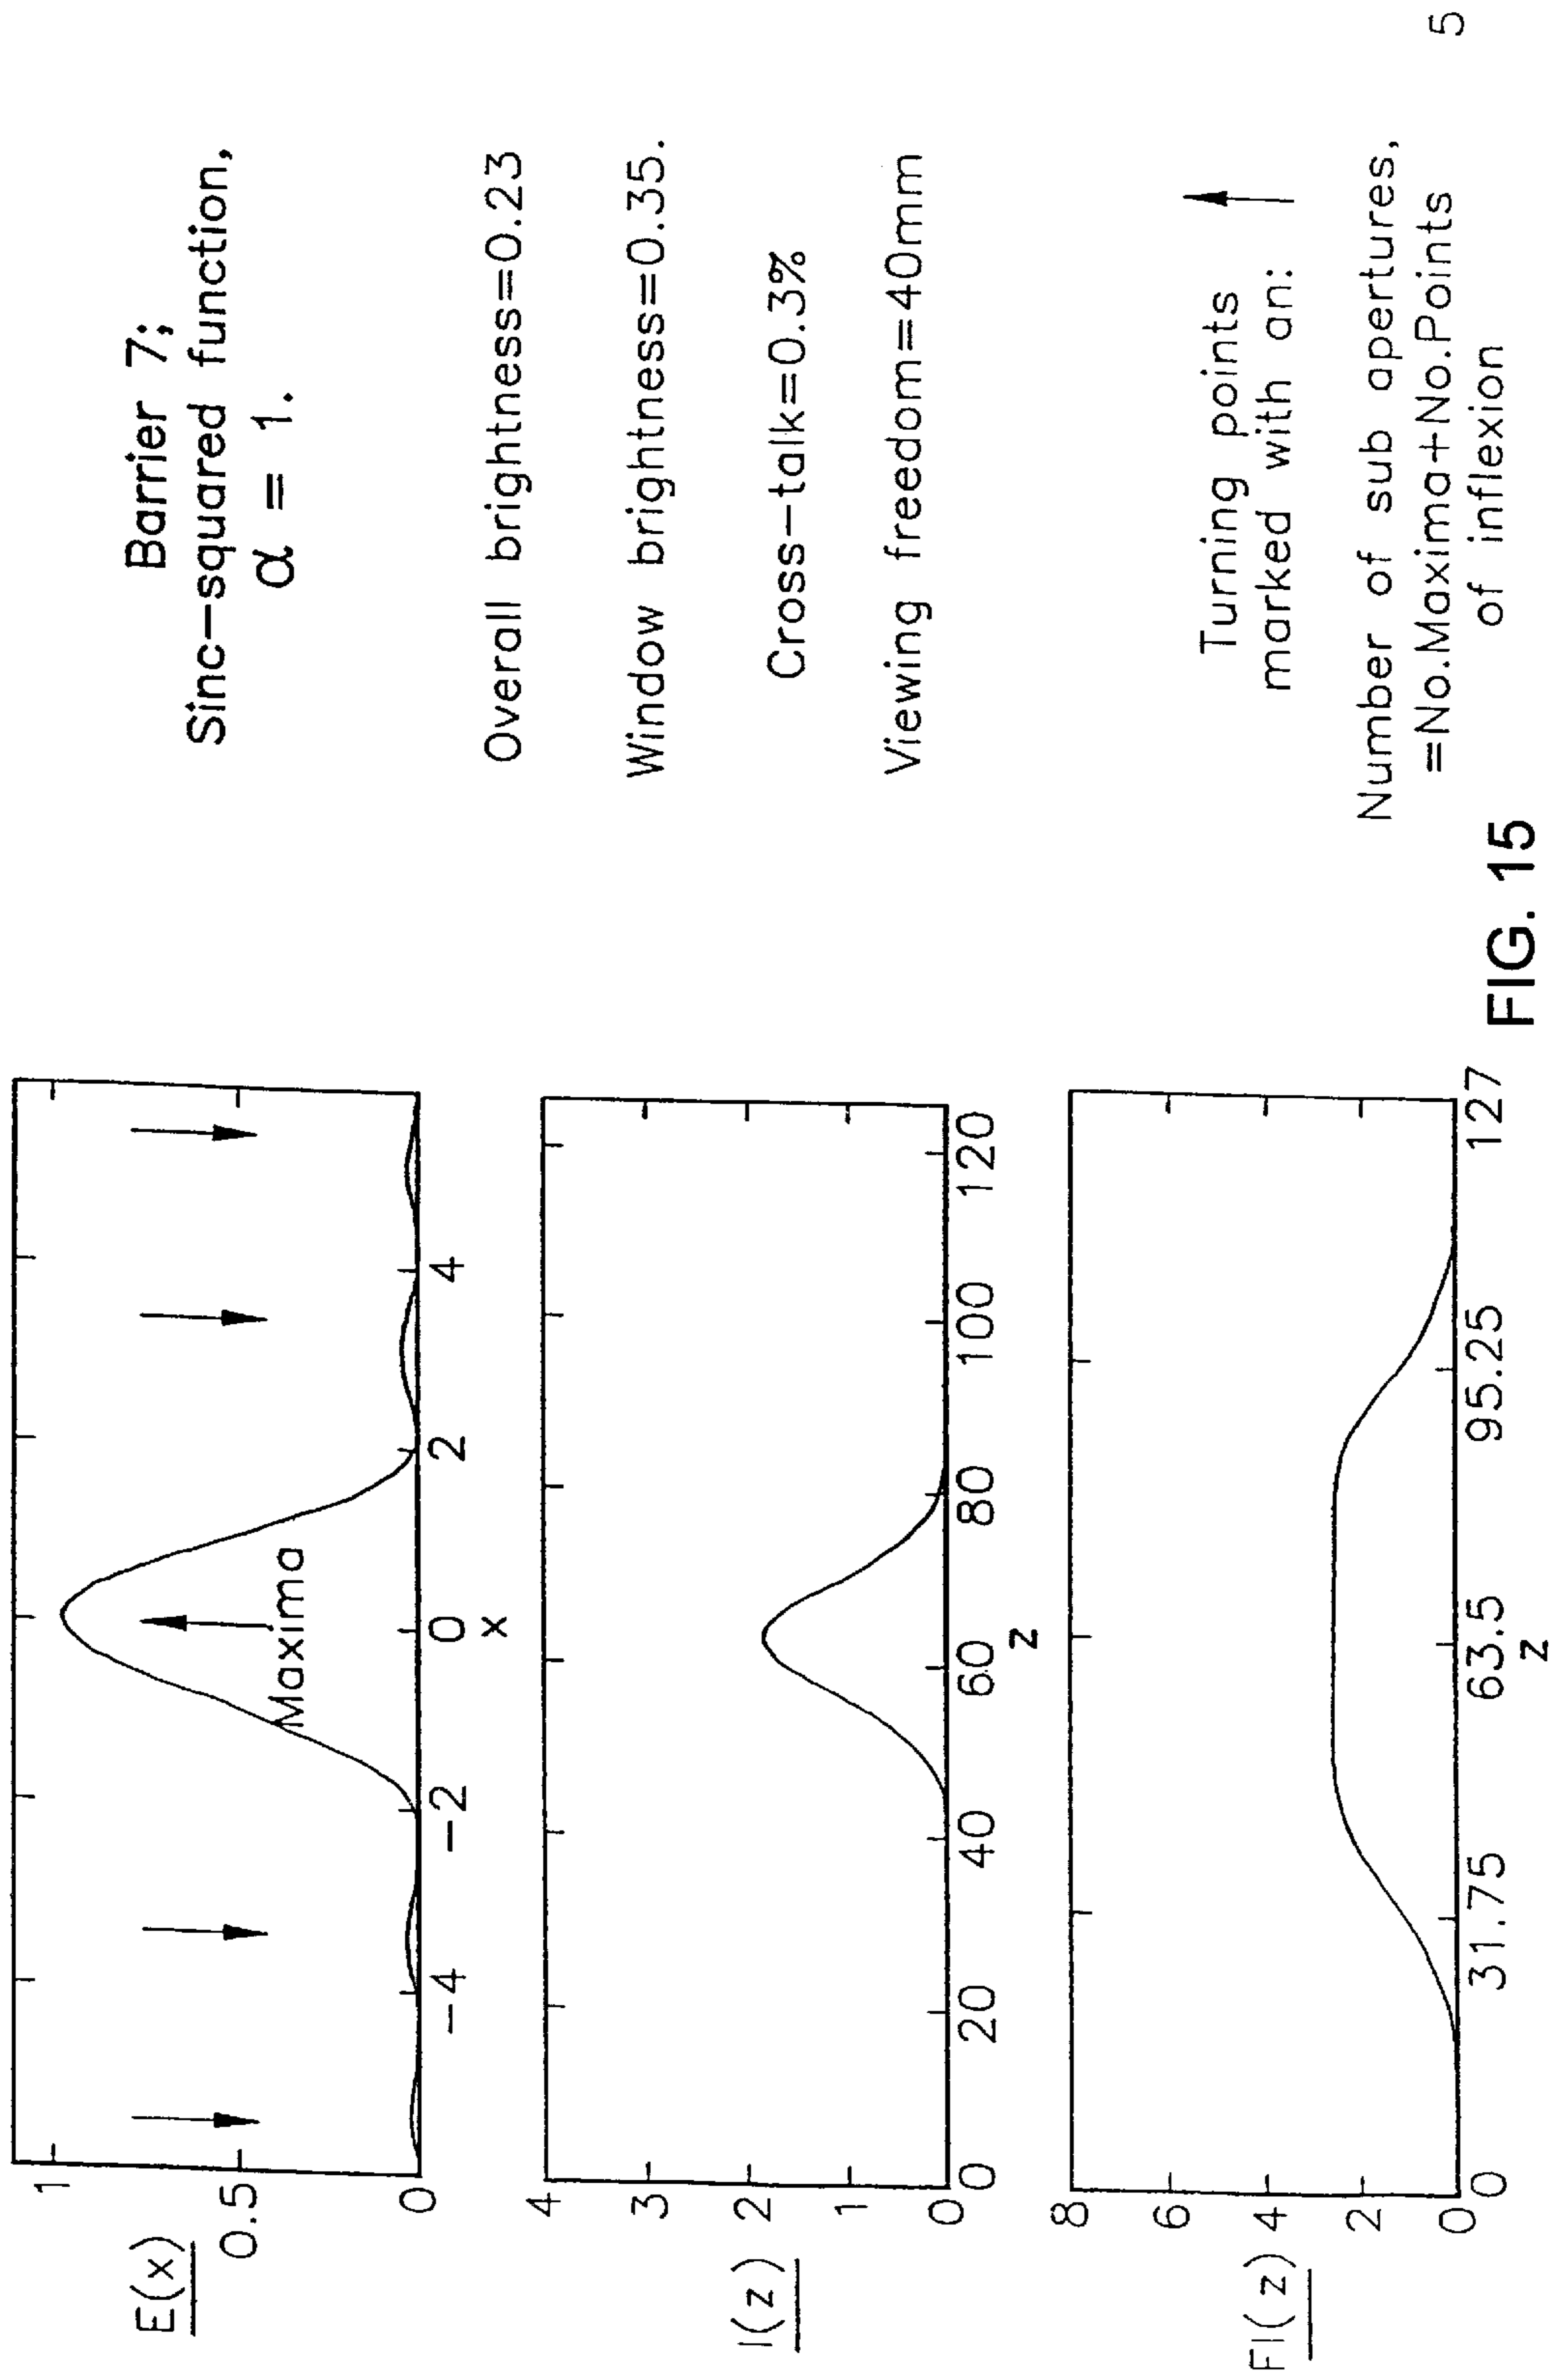 E(x)
1
0.5
0
Maxima
-4
-2
0
2
4
x
I(z)
4
3
2
1
0
0
20
40
60
80
100
120
z
FI(z)
8
6
4
2
0
0
31.75
63.5
95.25
127
z
Barrier 7;
Sinc-squared function,
α = 1.
Overall brightness=0.23
Window brightness=0.35.
Cross-talk=0.3%
Viewing freedom=40mm
Turning points
marked with an:
Number of sub apertures,
=No.Maxima+No.Points
of inflexion
5
FIG. 15